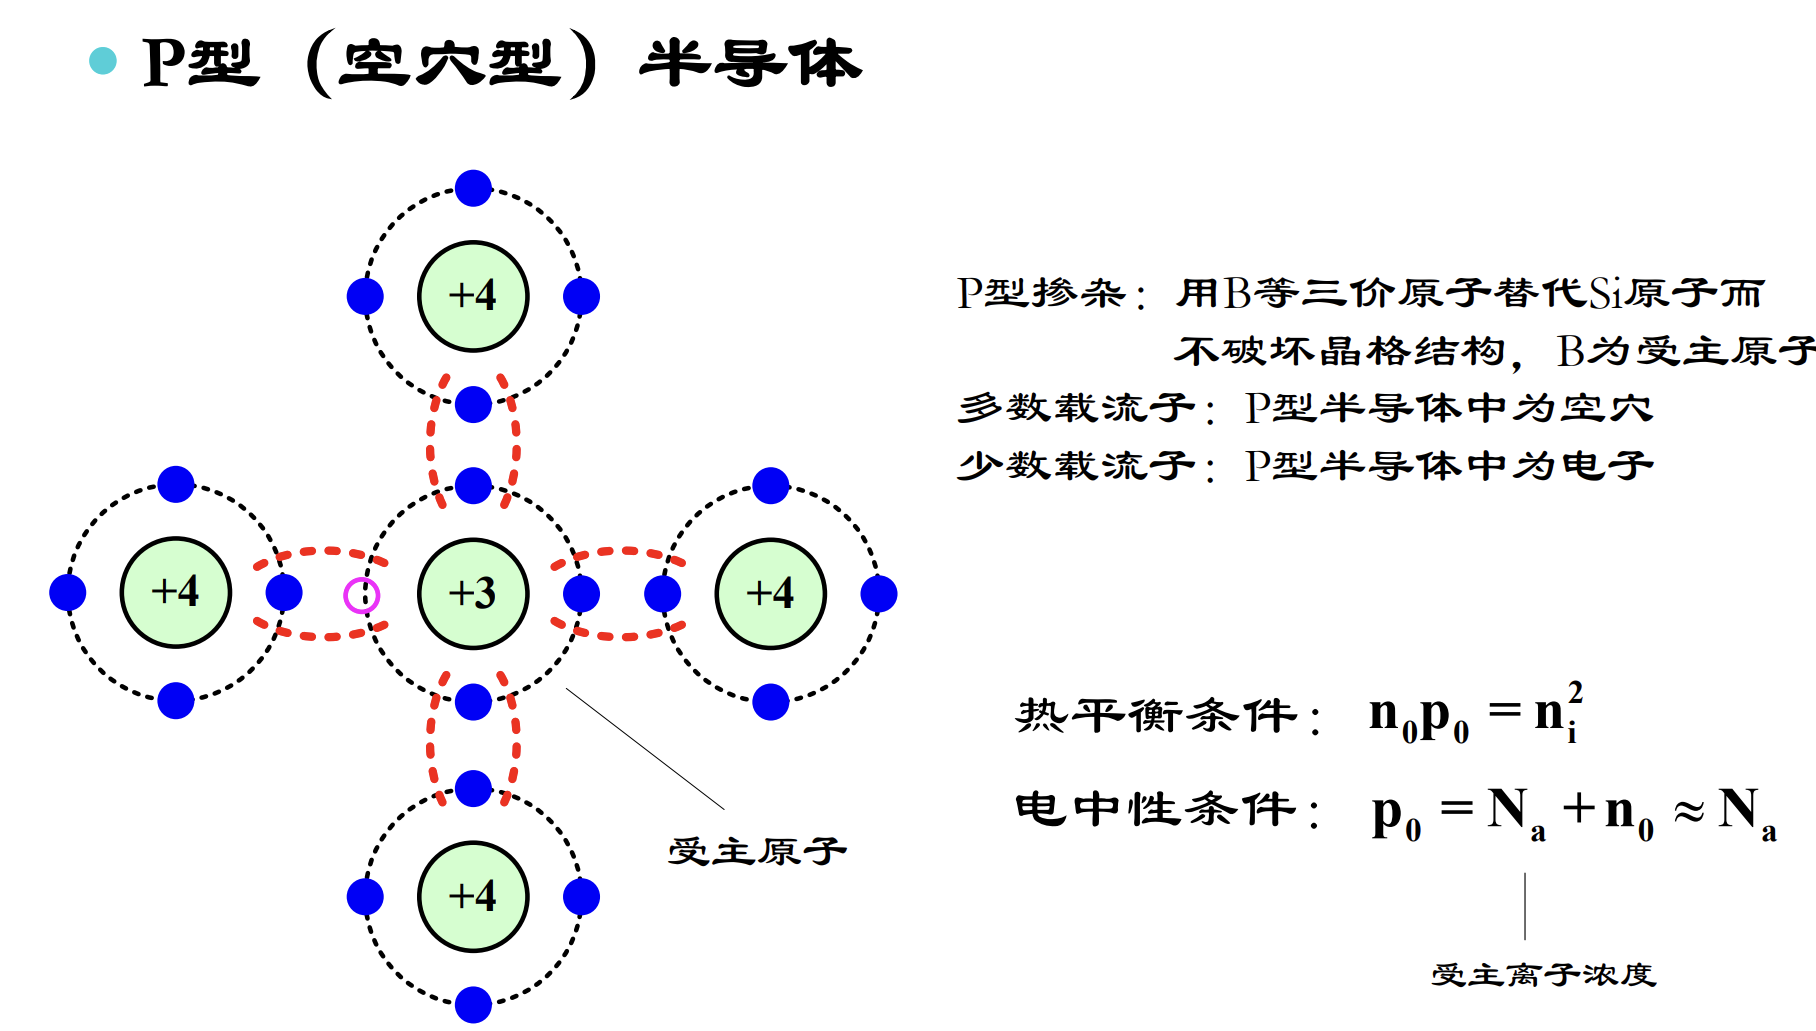 P型（空穴型）半导体
+4
P型掺杂：用B等三价原子替代Si原子而
不破坏晶格结构，B为受主原子
多数载流子：P型半导体中为空穴
少数载流子：P型半导体中为电子
+4
+3
+4
热平衡条件：n₀p₀ = nᵢ²
电中性条件：p₀ = Nₐ + n₀ ≈ Nₐ
受主原子
+4
受主离子浓度